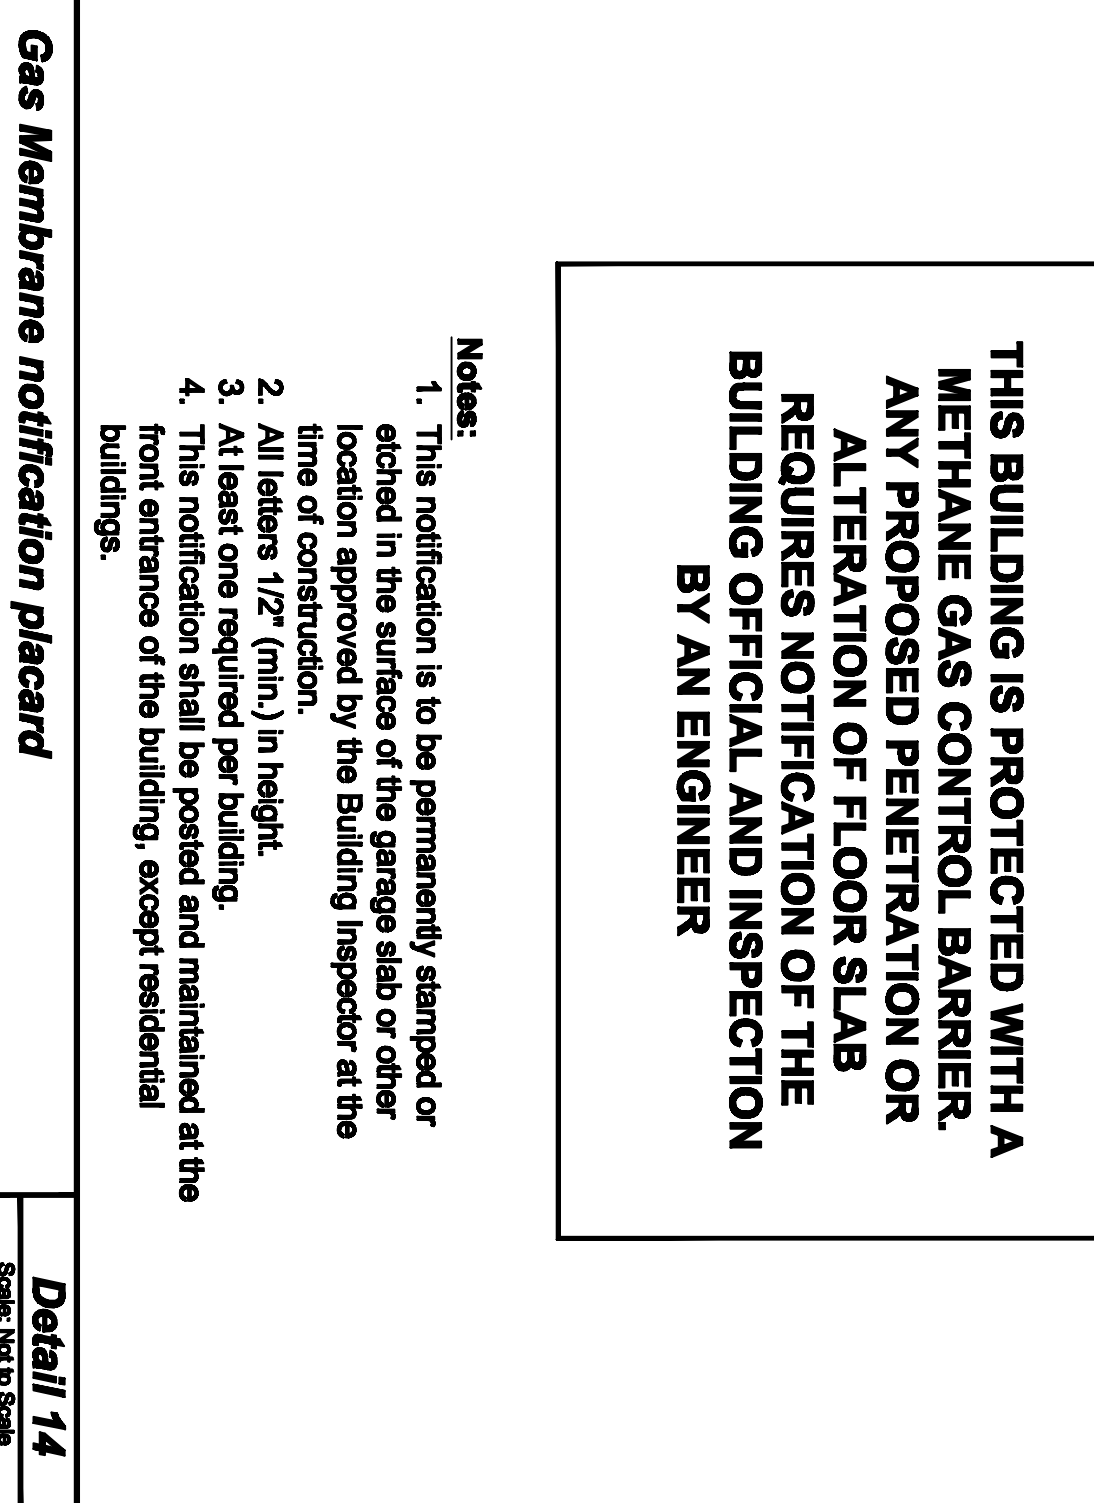 THIS BUILDING IS PROTECTED WITH A
METHANE GAS CONTROL BARRIER.
ANY PROPOSED PENETRATION OR
ALTERATION OF FLOOR SLAB
REQUIRES NOTIFICATION OF THE
BUILDING OFFICIAL AND INSPECTION
BY AN ENGINEER
Notes:
1. This notification is to be permanently stamped or
etched in the surface of the garage slab or other
location approved by the Building Inspector at the
time of construction.
2. All letters 1/2" (min.) in height.
3. At least one required per building.
4. This notification shall be posted and maintained at the
front entrance of the building, except residential
buildings.
Gas Membrane notification placard
Detail 14
Scale: Not to Scale